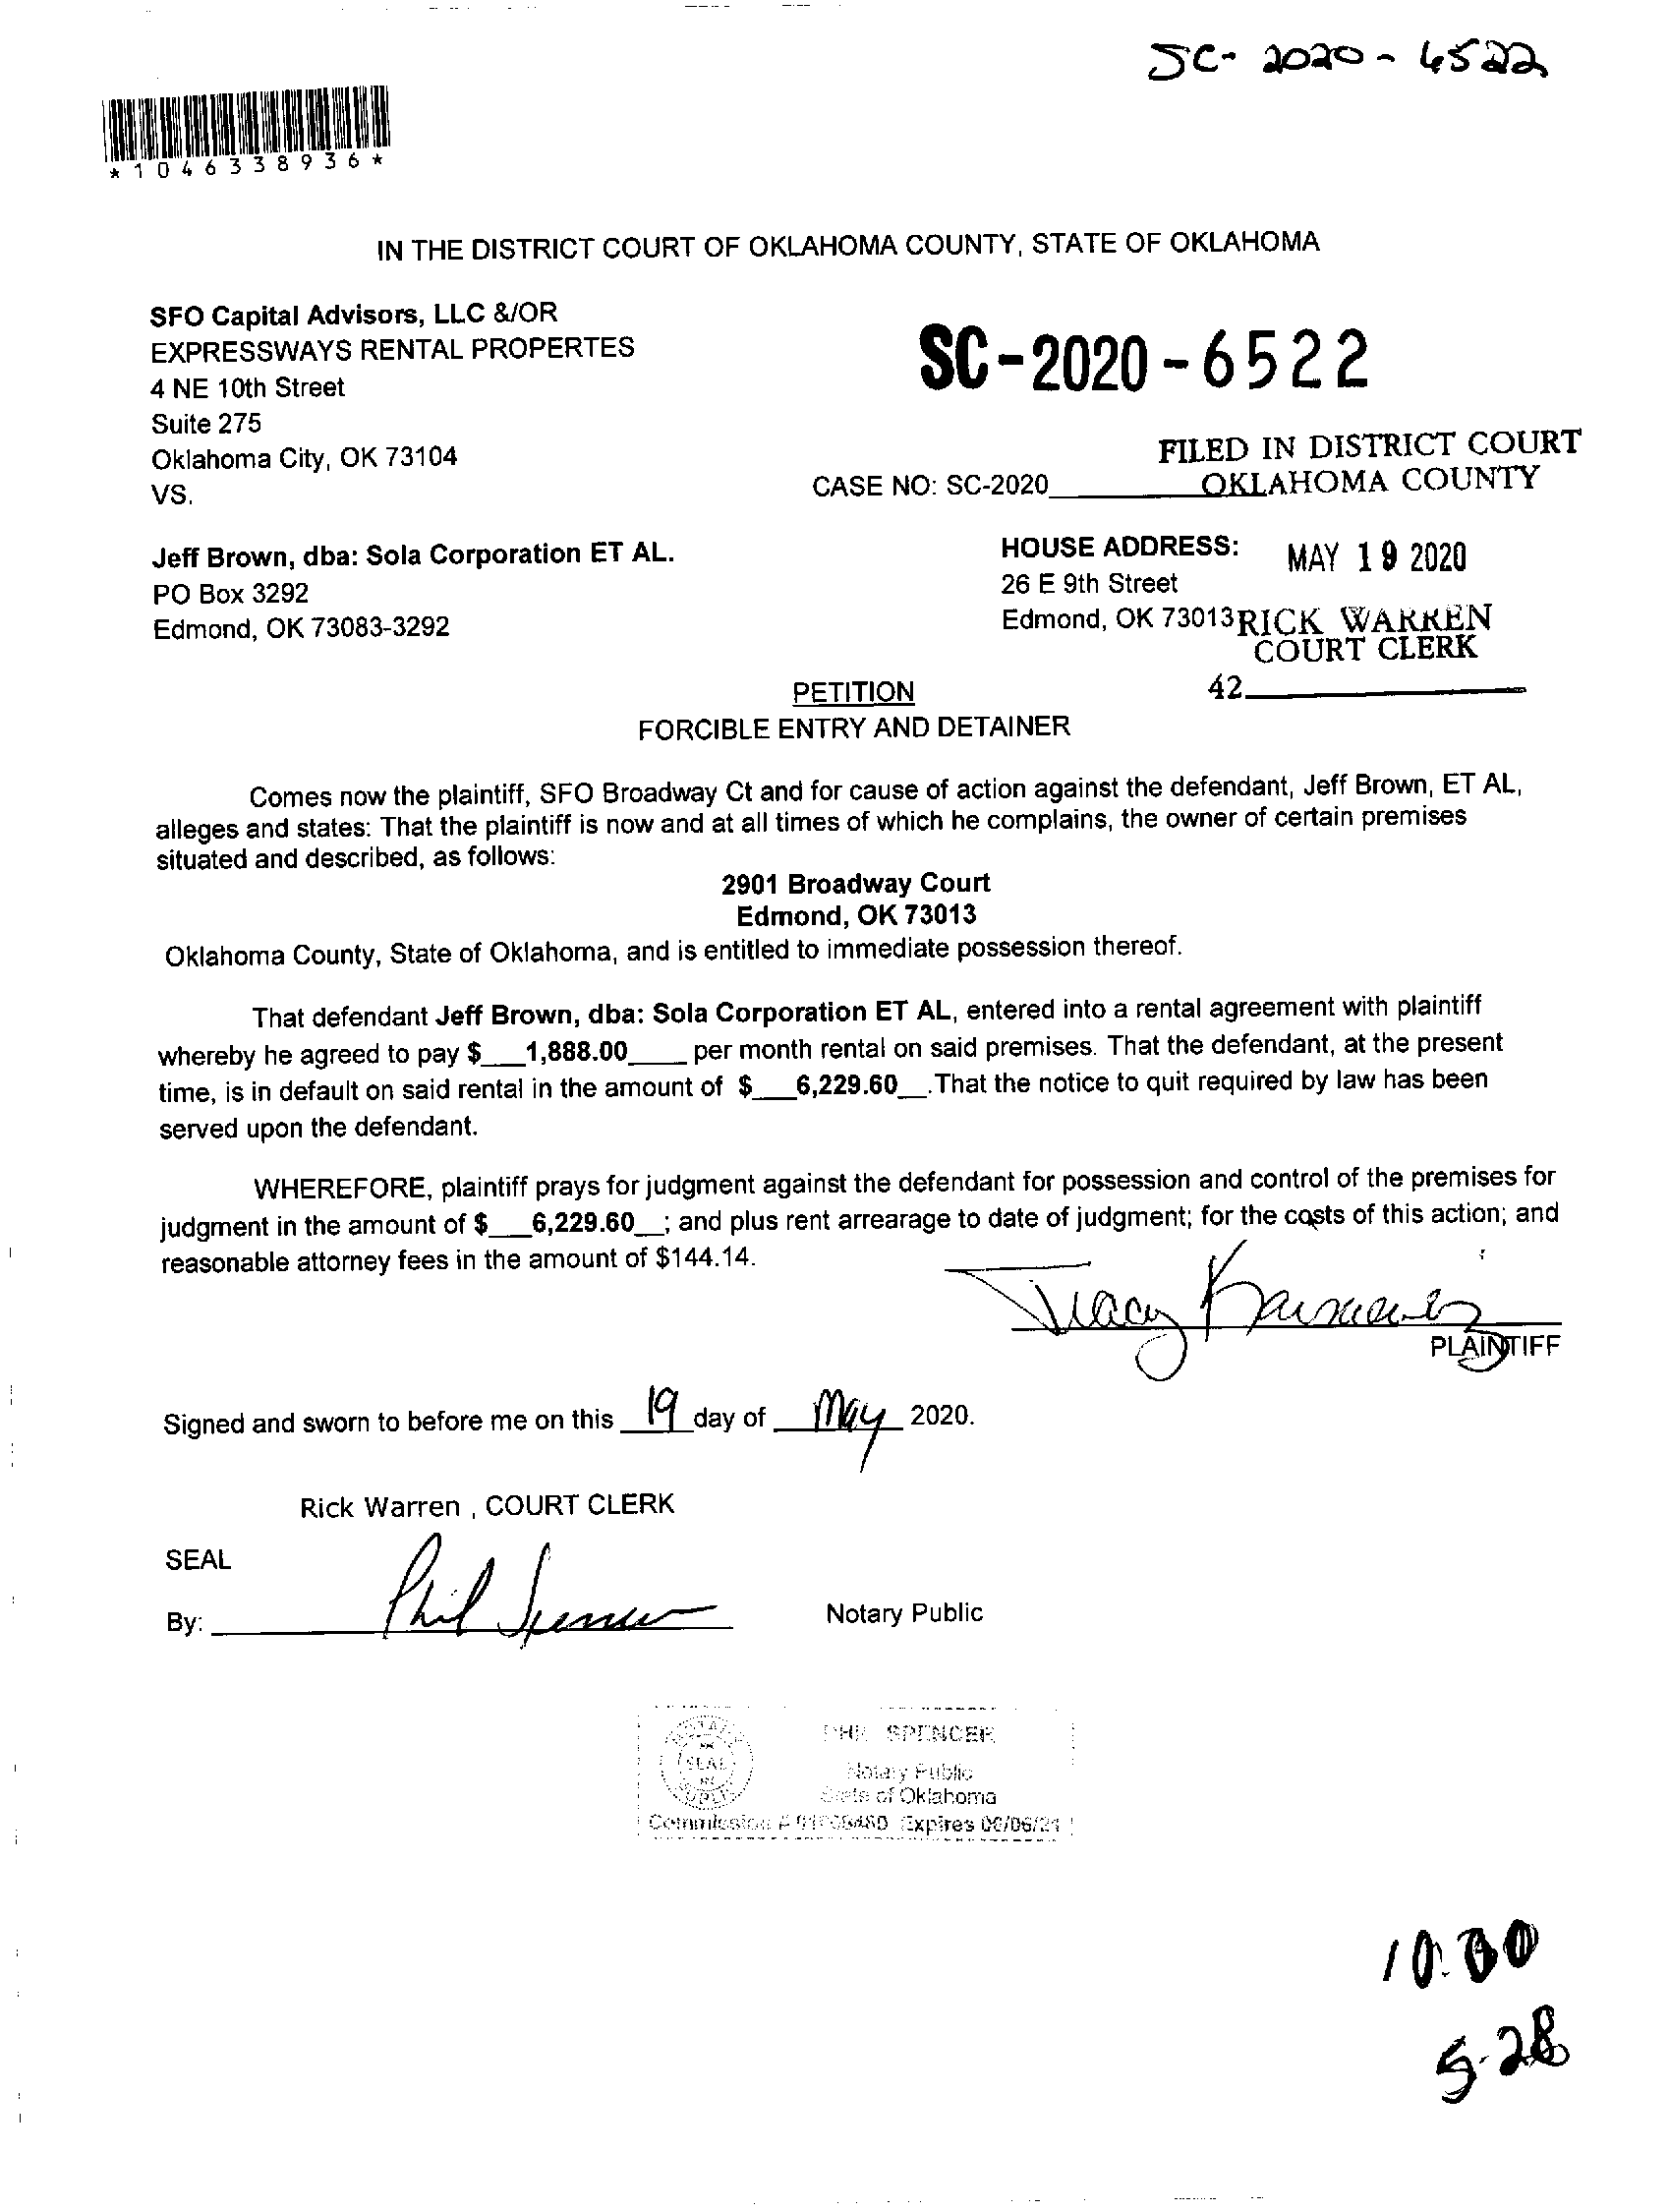 SC- 2020 - 6522
*1046338936*
IN THE DISTRICT COURT OF OKLAHOMA COUNTY, STATE OF OKLAHOMA
SFO Capital Advisors, LLC &/OR
EXPRESSWAYS RENTAL PROPERTES
4 NE 10th Street
Suite 275
Oklahoma City, OK 73104
VS.
SC-2020-6522
FILED IN DISTRICT COURT
OKLAHOMA COUNTY
CASE NO: SC-2020
Jeff Brown, dba: Sola Corporation ET AL.
PO Box 3292
Edmond, OK 73083-3292
HOUSE ADDRESS:
26 E 9th Street
Edmond, OK 73013
MAY 19 2020
RICK WARREN
COURT CLERK
42
PETITION
FORCIBLE ENTRY AND DETAINER
Comes now the plaintiff, SFO Broadway Ct and for cause of action against the defendant, Jeff Brown, ET AL,
alleges and states: That the plaintiff is now and at all times of which he complains, the owner of certain premises
situated and described, as follows:
2901 Broadway Court
Edmond, OK 73013
Oklahoma County, State of Oklahoma, and is entitled to immediate possession thereof.
That defendant Jeff Brown, dba: Sola Corporation ET AL, entered into a rental agreement with plaintiff
whereby he agreed to pay $___1,888.00____ per month rental on said premises. That the defendant, at the present
time, is in default on said rental in the amount of $___6,229.60__.That the notice to quit required by law has been
served upon the defendant.
WHEREFORE, plaintiff prays for judgment against the defendant for possession and control of the premises for
judgment in the amount of $___6,229.60__; and plus rent arrearage to date of judgment; for the costs of this action; and
reasonable attorney fees in the amount of $144.14.
Tracy
PLAINTIFF
Signed and sworn to before me on this 19 day of May 2020.
Rick Warren , COURT CLERK
SEAL
By: Phil Spencer
Notary Public
PHIL SPENCER
Notary Public
State of Oklahoma
Commission # Expires 06/06/21
10:00
5-28